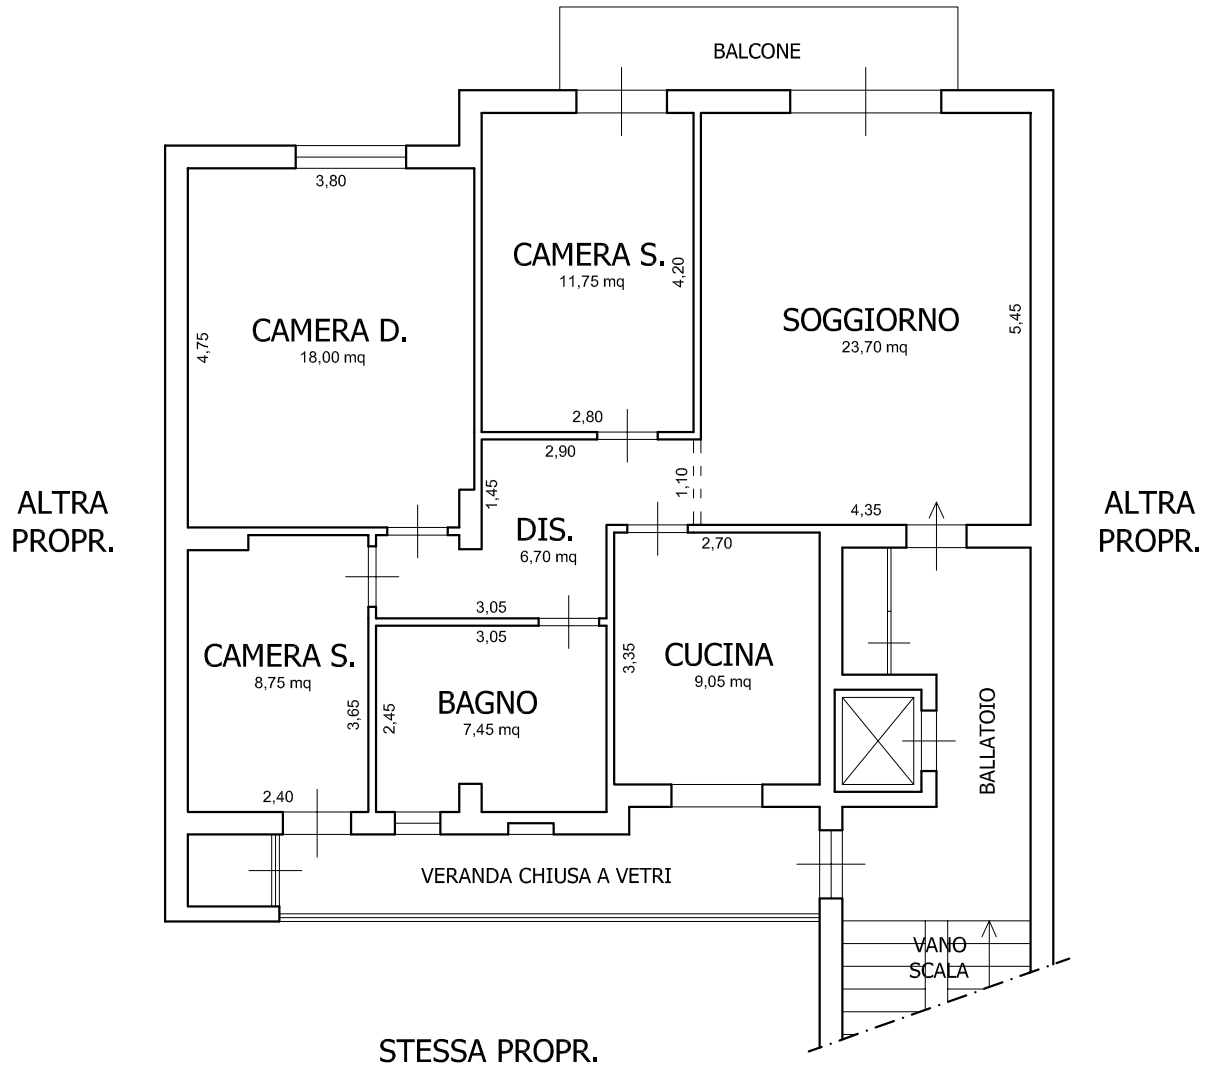 BALCONE
3,80
CAMERA S.
11,75 mq
4,20
CAMERA D.
18,00 mq
4,75
SOGGIORNO
23,70 mq
5,45
2,80
2,90
1,45
1,10
4,35
ALTRA
PROPR.
ALTRA
PROPR.
DIS.
6,70 mq
2,70
3,05
3,05
CAMERA S.
8,75 mq
3,65
2,40
BAGNO
7,45 mq
2,45
CUCINA
9,05 mq
3,35
BALLATOIO
VERANDA CHIUSA A VETRI
VANO
SCALA
STESSA PROPR.